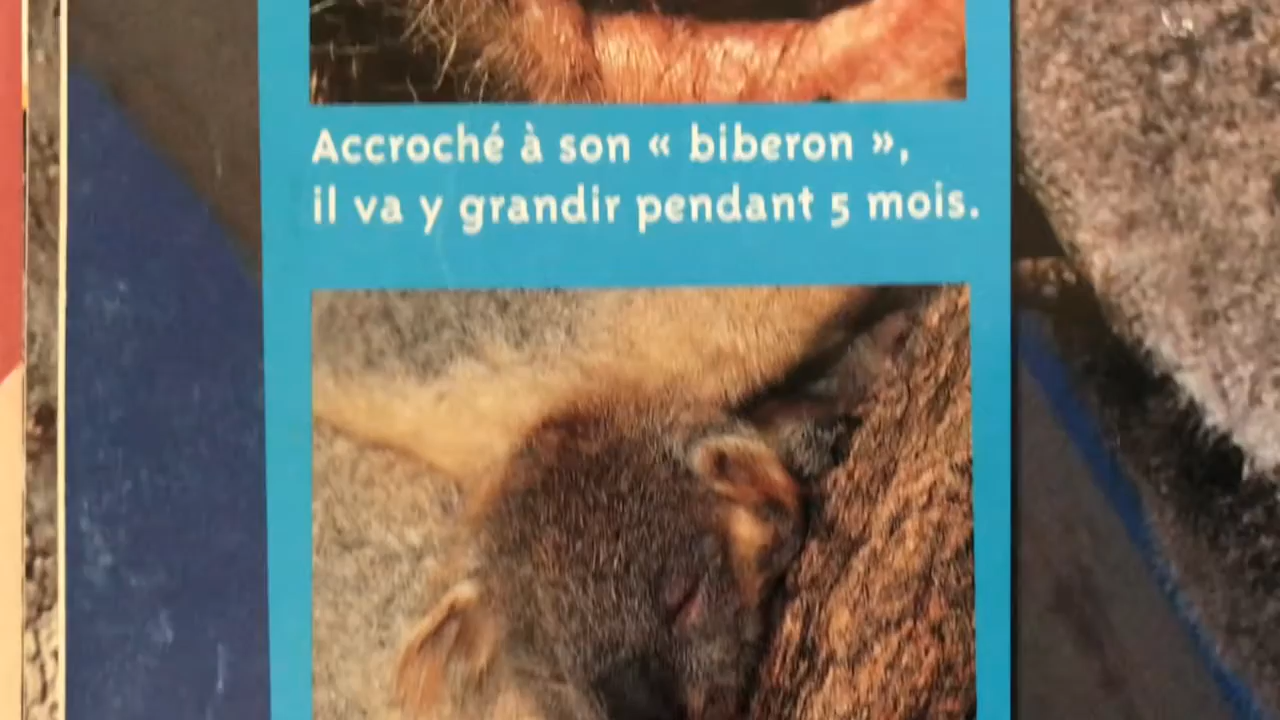 Accroché à son « biberon »,
il va y grandir pendant 5 mois.